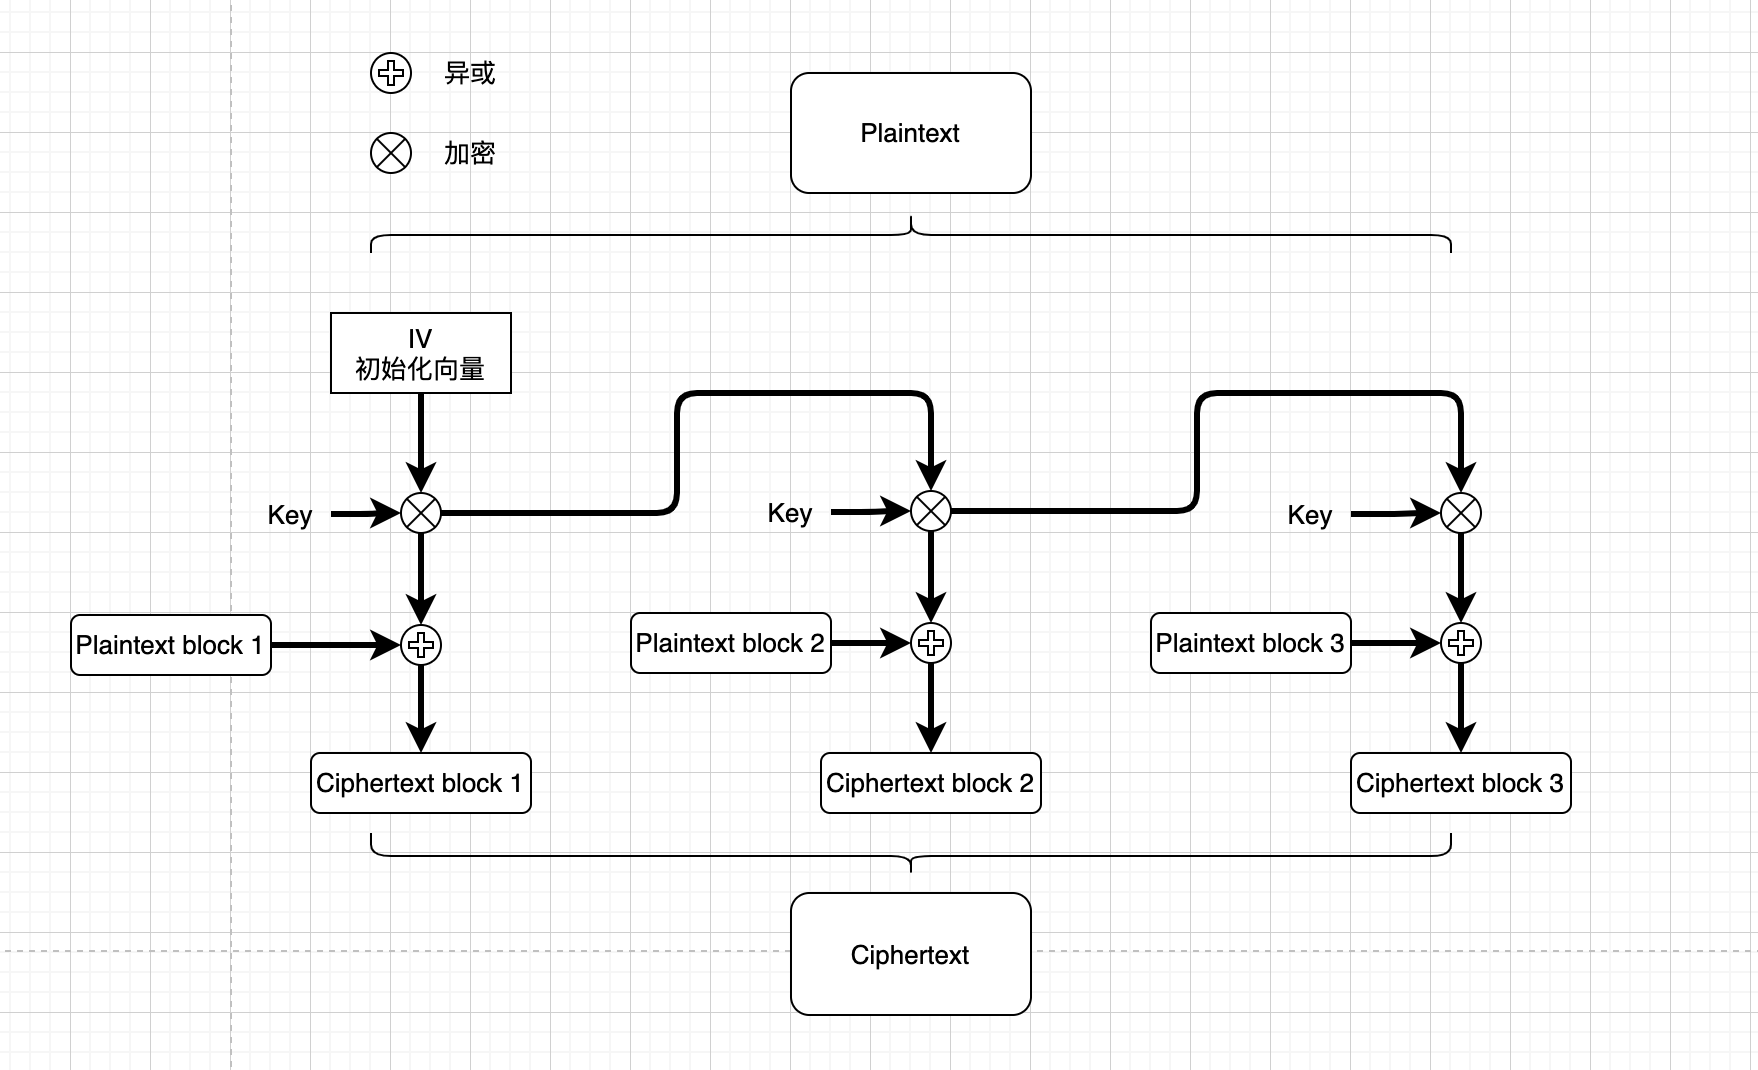 异或
加密
Plaintext
IV
初始化向量
Key
Key
Key
Plaintext block 1
Plaintext block 2
Plaintext block 3
Ciphertext block 1
Ciphertext block 2
Ciphertext block 3
Ciphertext